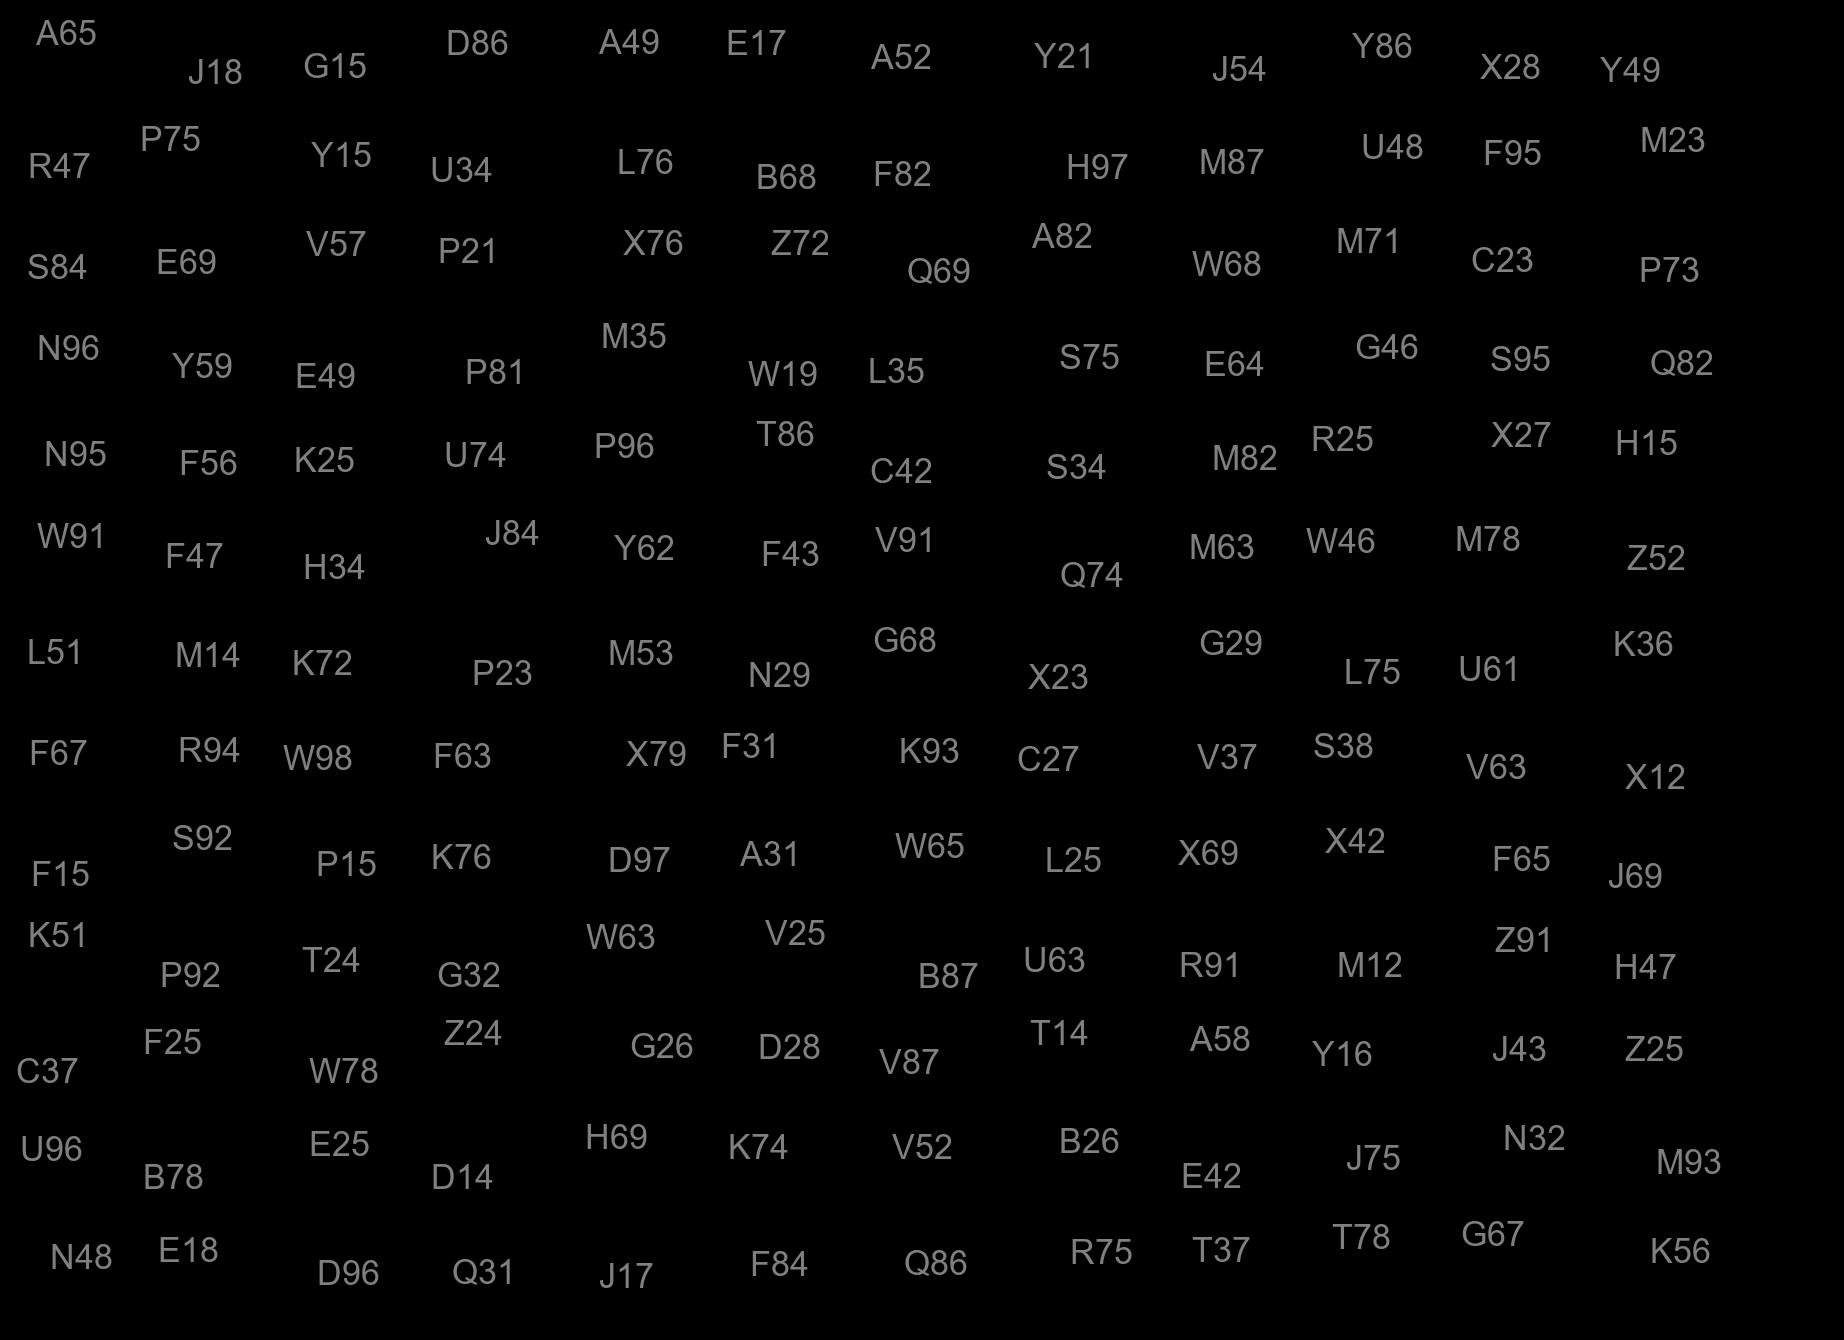 A65 J18 G15 D86 A49 E17 A52 Y21 J54 Y86 X28 Y49
R47 P75 Y15 U34 L76 B68 F82 H97 M87 U48 F95 M23
S84 E69 V57 P21 X76 Z72 Q69 A82 W68 M71 C23 P73
N96 Y59 E49 P81 M35 W19 L35 S75 E64 G46 S95 Q82
N95 F56 K25 U74 P96 T86 C42 S34 M82 R25 X27 H15
W91 F47 H34 J84 Y62 F43 V91 Q74 M63 W46 M78 Z52
L51 M14 K72 P23 M53 N29 G68 X23 G29 L75 U61 K36
F67 R94 W98 F63 X79 F31 K93 C27 V37 S38 V63 X12
F15 S92 P15 K76 D97 A31 W65 L25 X69 X42 F65 J69
K51 P92 T24 G32 W63 V25 B87 U63 R91 M12 Z91 H47
C37 F25 W78 Z24 G26 D28 V87 T14 A58 Y16 J43 Z25
U96 B78 E25 D14 H69 K74 V52 B26 E42 J75 N32 M93
N48 E18 D96 Q31 J17 F84 Q86 R75 T37 T78 G67 K56